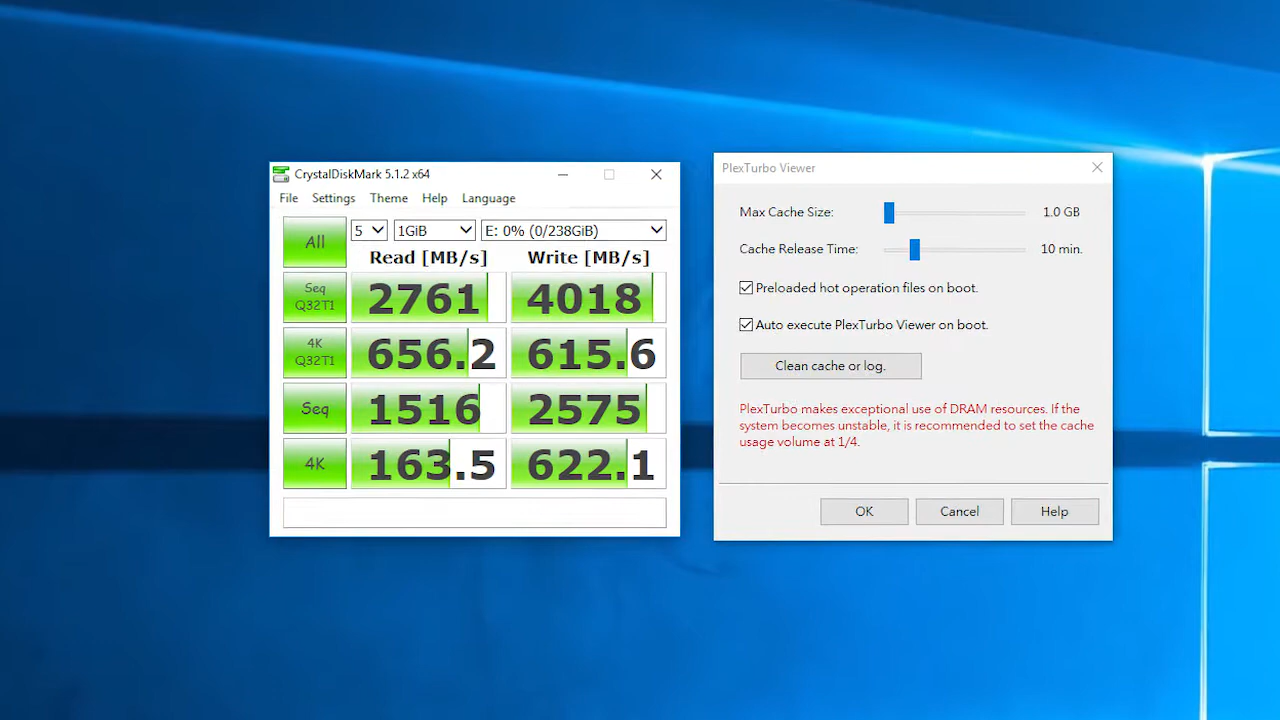 CrystalDiskMark 5.1.2 x64
File Settings Theme Help Language
All 5 1GiB E: 0% (0/238GiB)
Read [MB/s] Write [MB/s]
Seq
Q32T1
2761 4018
4K
Q32T1
656.2 615.6
Seq 1516 2575
4K 163.5 622.1
PlexTurbo Viewer
Max Cache Size: 1.0 GB
Cache Release Time: 10 min.
Preloaded hot operation files on boot.
Auto execute PlexTurbo Viewer on boot.
Clean cache or log.
PlexTurbo makes exceptional use of DRAM resources. If the
system becomes unstable, it is recommended to set the cache
usage volume at 1/4.
OK Cancel Help